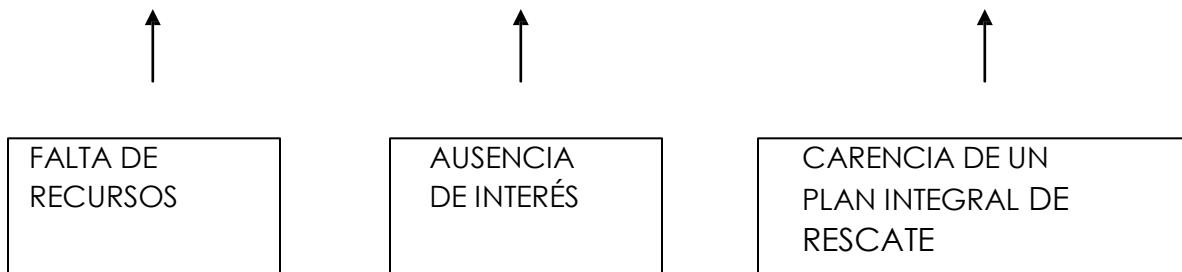 FALTA DE
RECURSOS
AUSENCIA
DE INTERÉS
CARENCIA DE UN
PLAN INTEGRAL DE
RESCATE